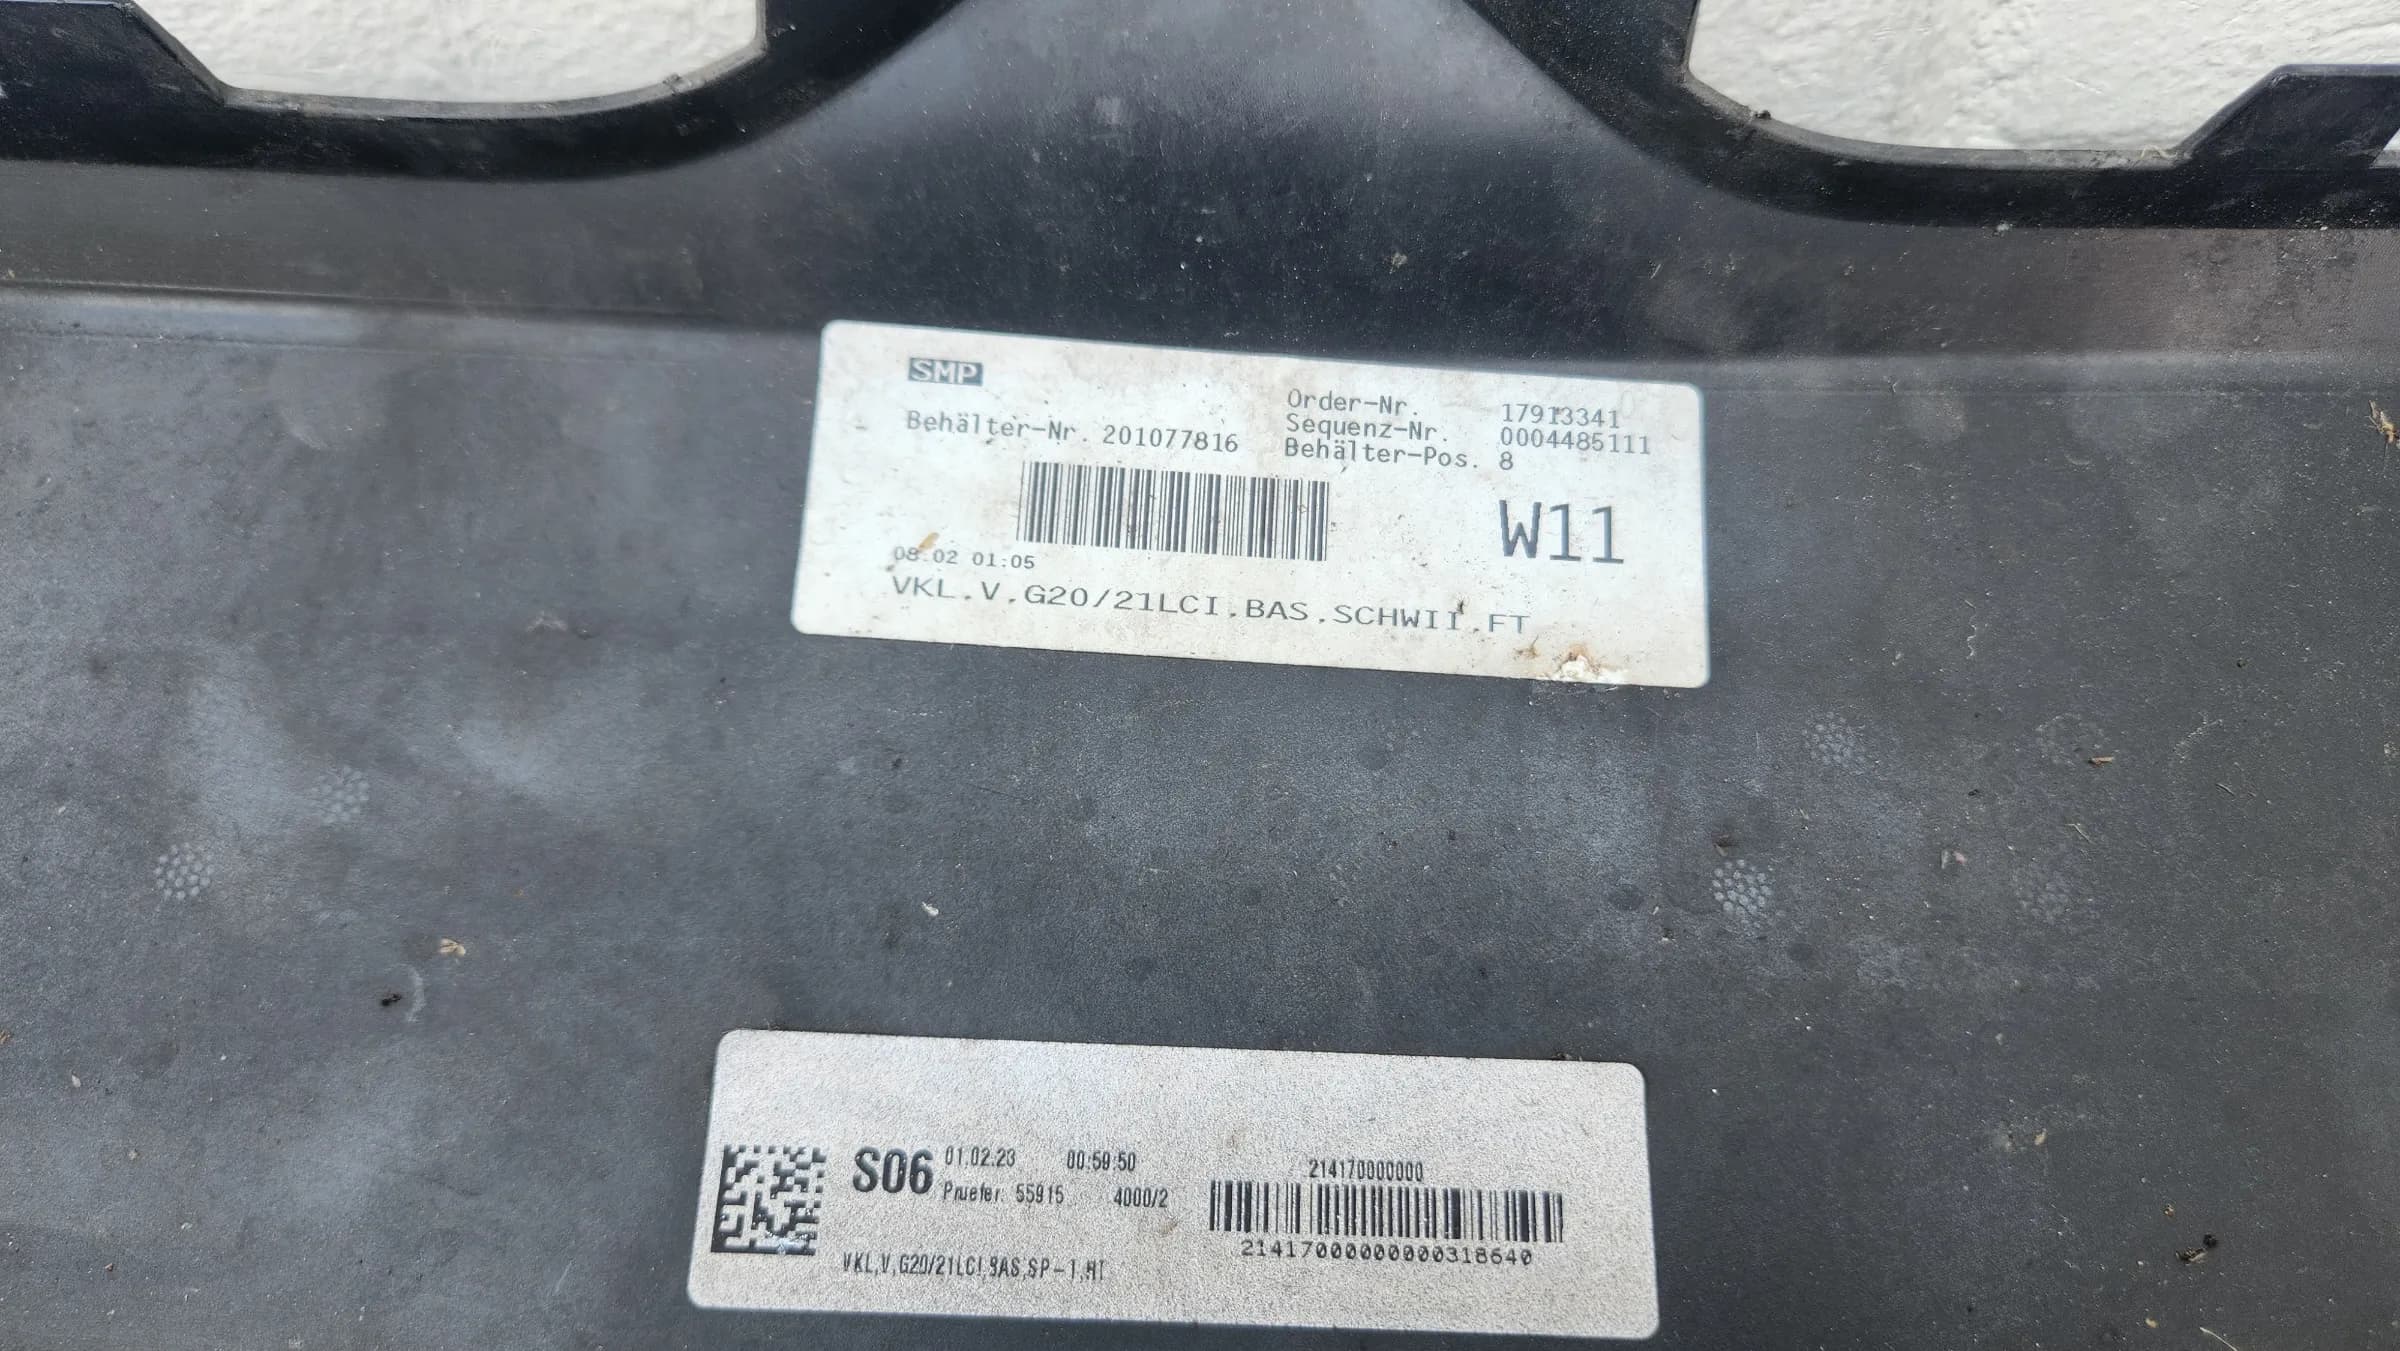 SMP
Order-Nr. 17913341
Behälter-Nr. 201077816
Sequenz-Nr. 0004485111
Behälter-Pos. 8
W11
08.02 01:05
VKL.V.G20/21LCI.BAS.SCHWII.FT
S06
01.02.23 00:59:50
Pruefer. 55915 4000/2
214170000000
21417000000000318640
VKL,V,G20/21LCI,BAS,SP-1,HI